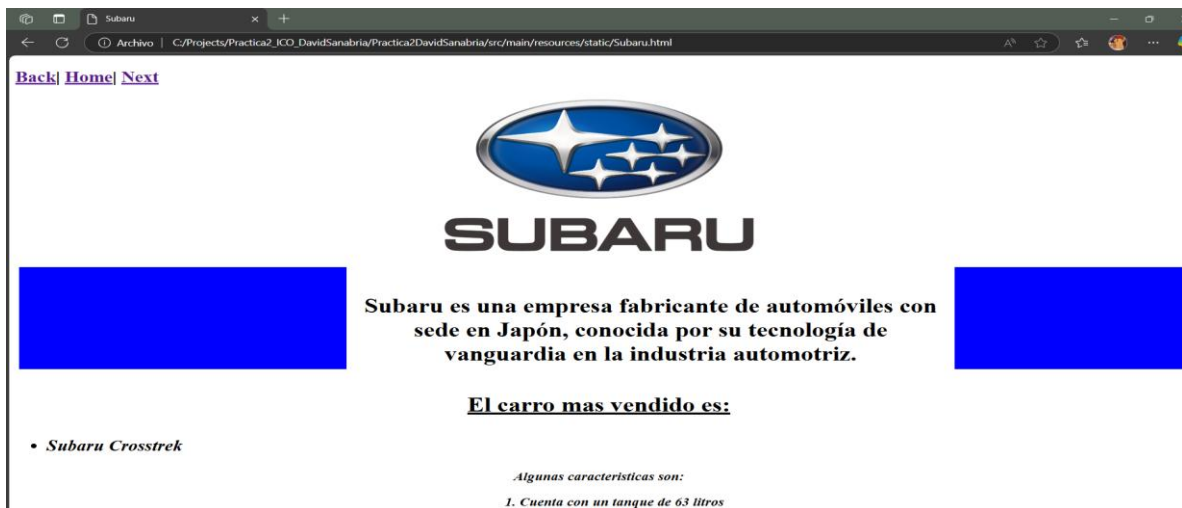 Subaru
Archivo | C:/Projects/Practica2_ICO_DavidSanabria/Practica2DavidSanabria/src/main/resources/static/Subaru.html
Back| Home| Next
SUBARU
Subaru es una empresa fabricante de automóviles con
sede en Japón, conocida por su tecnología de
vanguardia en la industria automotriz.
El carro mas vendido es:
• Subaru Crosstrek
Algunas caracteristicas son:
1. Cuenta con un tanque de 63 litros